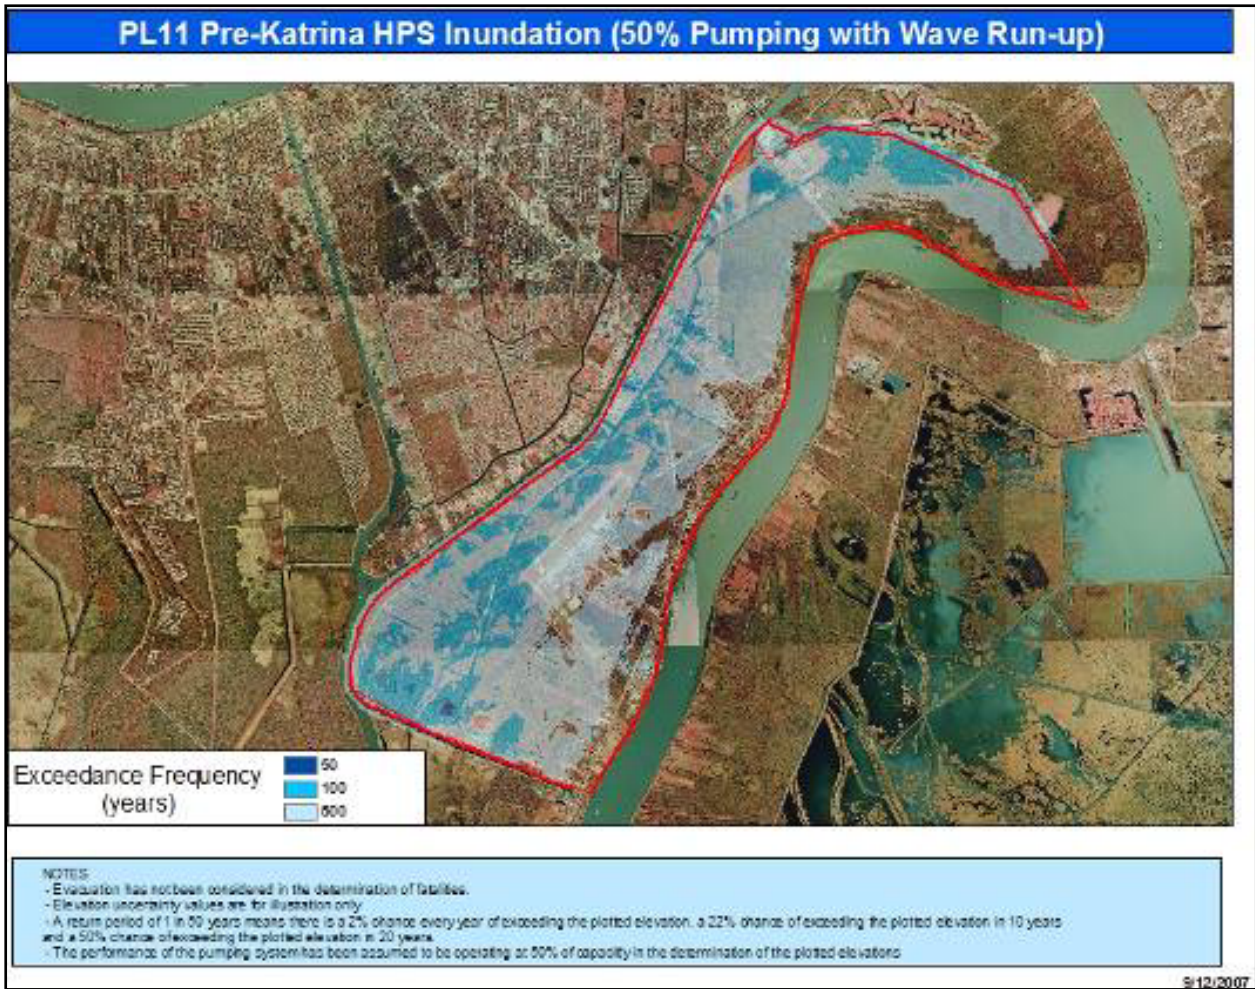 PL11 Pre-Katrina HPS Inundation (50% Pumping with Wave Run-up)
Exceedance Frequency
(years)
50
100
500
NOTES
- Evacuation has not been considered in the determination of fatalities.
- Elevation uncertainty values are for illustration only
- A return period of 1 in 50 years means there is a 2% chance every year of exceeding the plotted elevation, a 22% chance of exceeding the plotted elevation in 10 years
and a 50% chance of exceeding the plotted elevation in 20 years.
- The performance of the pumping system has been assumed to be operating at 50% of capacity in the determination of the plotted elevations
9/12/2007